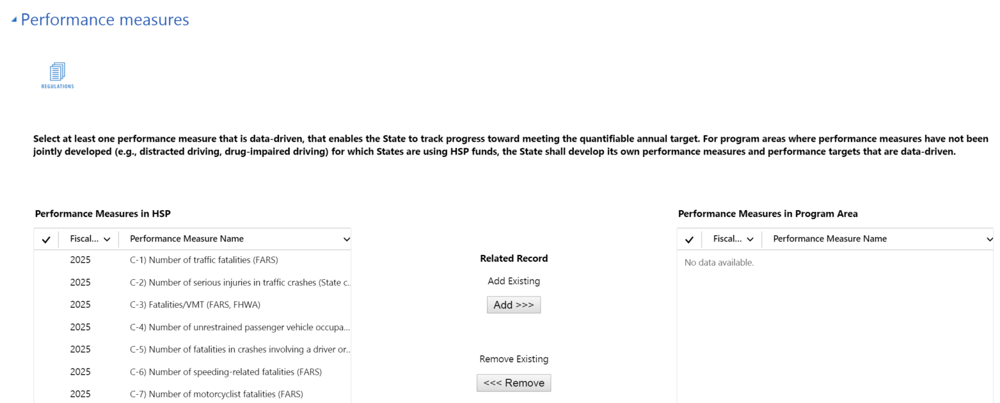 Performance measures
REGULATIONS
Select at least one performance measure that is data-driven, that enables the State to track progress toward meeting the quantifiable annual target. For program areas where performance measures have not been
jointly developed (e.g., distracted driving, drug-impaired driving) for which States are using HSP funds, the State shall develop its own performance measures and performance targets that are data-driven.
Performance Measures in HSP
Fiscal... Performance Measure Name
2025 C-1) Number of traffic fatalities (FARS)
2025 C-2) Number of serious injuries in traffic crashes (State c..
2025 C-3) Fatalities/VMT (FARS, FHWA)
2025 C-4) Number of unrestrained passenger vehicle occupa...
2025 C-5) Number of fatalities in crashes involving a driver or..
2025 C-6) Number of speeding-related fatalities (FARS)
2025 C-7) Number of motorcyclist fatalities (FARS)
Related Record
Add Existing
Add >>>
Remove Existing
<<< Remove
Performance Measures in Program Area
Fiscal... Performance Measure Name
No data available.